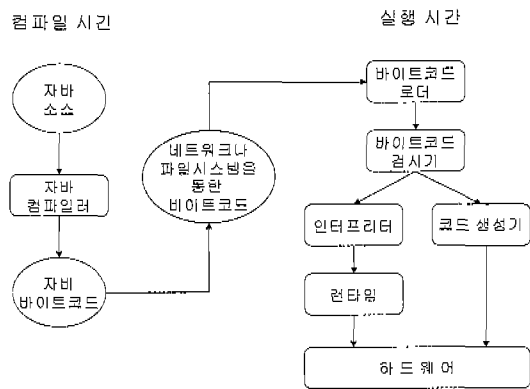 컴파일 시간
실행 시간
자바
소스
자바
컴파일러
자바
바이트코드
네트워크나
파일시스템을
통한
바이트코드
바이트코드
로더
바이트코드
검사기
인터프리터
코드 생성기
런타임
하드웨어